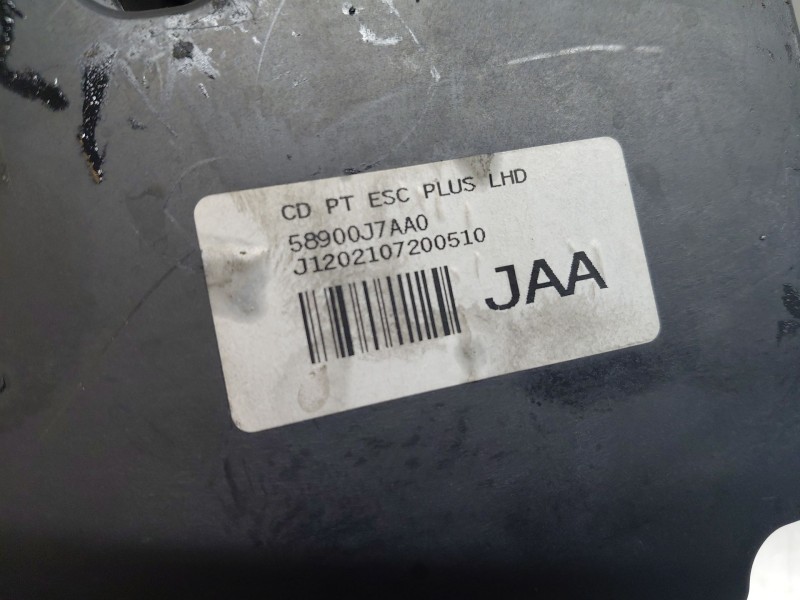 CD PT ESC PLUS LHD
58900J7AA0
J1202107200510
JAA